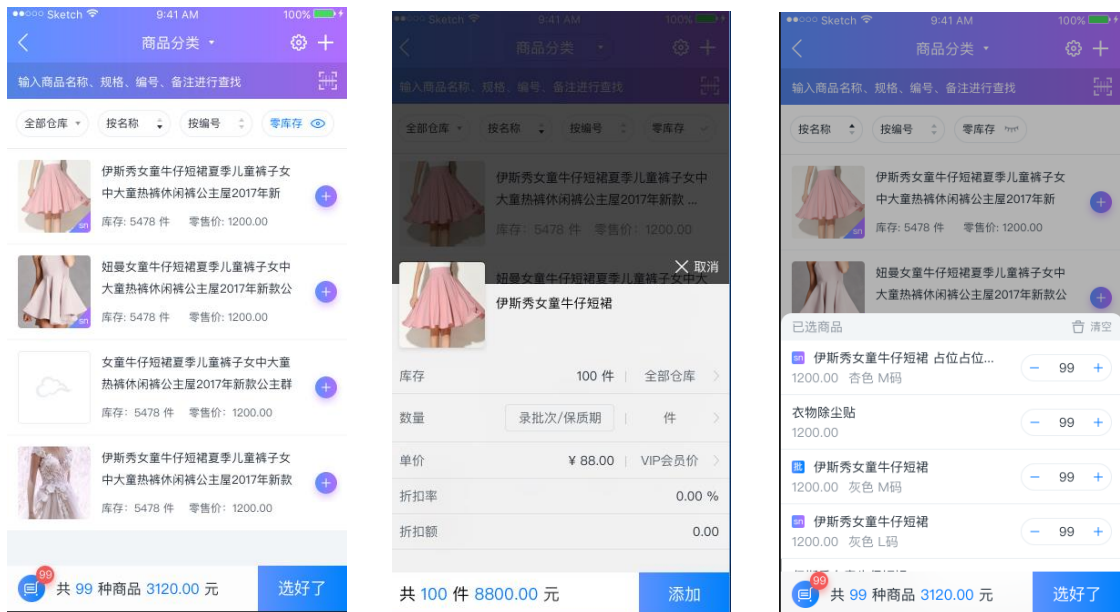 Sketch 9:41 AM 100%
商品分类
输入商品名称、规格、编号、备注进行查找
全部仓库 按名称 按编号 零库存
伊斯秀女童牛仔短裙夏季儿童裤子女
中大童热裤休闲裤公主屋2017年新
sn
库存: 5478 件 零售价: 1200.00
妞曼女童牛仔短裙夏季儿童裤子女中
大童热裤休闲裤公主屋2017年新款公
sn
库存: 5478 件 零售价: 1200.00
女童牛仔短裙夏季儿童裤子女中大童
热裤休闲裤公主屋2017年新款公主群
库存: 5478 件 零售价: 1200.00
伊斯秀女童牛仔短裙夏季儿童裤子女
中大童热裤休闲裤公主屋2017年新款
库存: 5478 件 零售价: 1200.00
99
共 99 种商品 3120.00 元
选好了
Sketch 9:41 AM 100%
商品分类
输入商品名称、规格、编号、备注进行查找
全部仓库 按名称 按编号 零库存
伊斯秀女童牛仔短裙夏季儿童裤子女中
大童热裤休闲裤公主屋2017年新款 ...
库存: 5478 件 零售价: 1200.00
妞曼女童牛仔短裙夏季儿童裤子女中大
取消
伊斯秀女童牛仔短裙
库存 100 件 全部仓库
数量 录批次/保质期 件
单价 ¥ 88.00 VIP会员价
折扣率 0.00 %
折扣额 0.00
共 100 件 8800.00 元
添加
Sketch 9:41 AM 100%
商品分类
输入商品名称、规格、编号、备注进行查找
按名称 按编号 零库存
伊斯秀女童牛仔短裙夏季儿童裤子女
中大童热裤休闲裤公主屋2017年新
sn
库存: 5478 件 零售价: 1200.00
妞曼女童牛仔短裙夏季儿童裤子女中
大童热裤休闲裤公主屋2017年新款公
已选商品 清空
sn 伊斯秀女童牛仔短裙 占位占位...
1200.00 杏色 M码
99
衣物除尘贴
1200.00
99
批 伊斯秀女童牛仔短裙
1200.00 灰色 M码
99
sn 伊斯秀女童牛仔短裙
1200.00 灰色 L码
99
99
共 99 种商品 3120.00 元
选好了